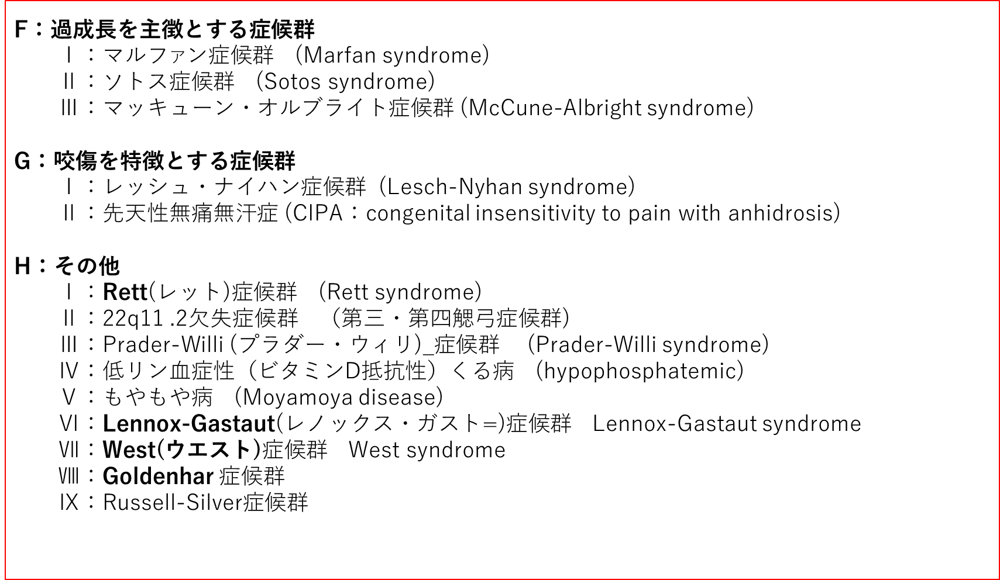 F：過成長を主徴とする症候群
Ⅰ：マルファン症候群　(Marfan syndrome)
Ⅱ：ソトス症候群　(Sotos syndrome)
Ⅲ：マッキューン・オルブライト症候群 (McCune-Albright syndrome)
G：咬傷を特徴とする症候群
Ⅰ：レッシュ・ナイハン症候群 (Lesch-Nyhan syndrome)
Ⅱ：先天性無痛無汗症 (CIPA：congenital insensitivity to pain with anhidrosis)
H：その他
Ⅰ：Rett(レット)症候群　(Rett syndrome)
Ⅱ：22q11 .2欠失症候群　（第三・第四鰓弓症候群)
Ⅲ：Prader-Willi (プラダー・ウィリ)_症候群　(Prader-Willi syndrome)
Ⅳ：低リン血症性（ビタミンD抵抗性）くる病　(hypophosphatemic)
Ⅴ：もやもや病　(Moyamoya disease)
Ⅵ：Lennox-Gastaut(レノックス・ガスト=)症候群　Lennox-Gastaut syndrome
Ⅶ：West(ウエスト)症候群　West syndrome
Ⅷ：Goldenhar 症候群
Ⅸ：Russell-Silver症候群